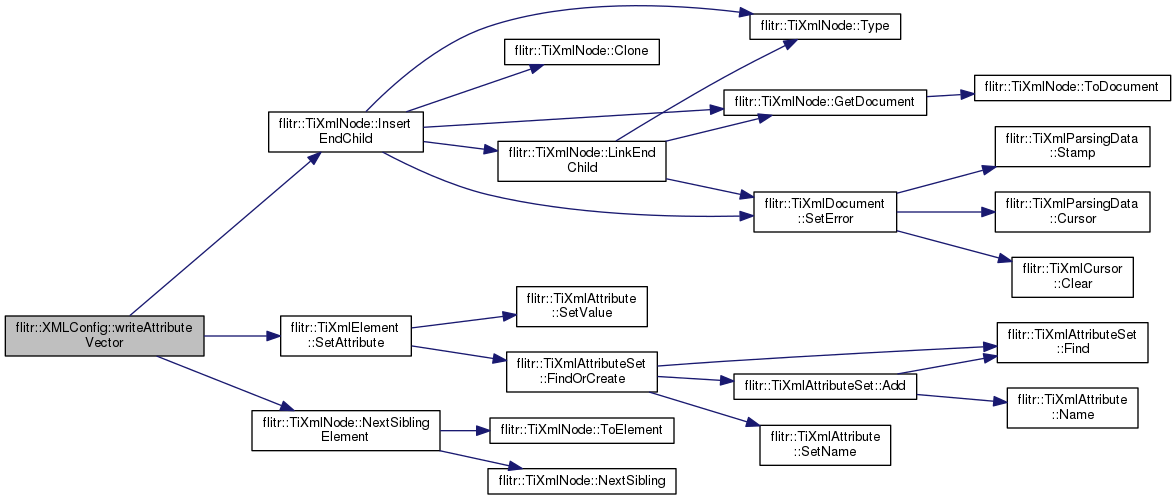 flitr::TiXmlNode::Type
flitr::TiXmlNode::Clone
flitr::TiXmlNode::ToDocument
flitr::TiXmlNode::GetDocument
flitr::TiXmlNode::Insert
EndChild
flitr::TiXmlParsingData
::Stamp
flitr::TiXmlNode::LinkEnd
Child
flitr::TiXmlDocument
::SetError
flitr::TiXmlParsingData
::Cursor
flitr::TiXmlCursor
::Clear
flitr::TiXmlAttribute
::SetValue
flitr::XMLConfig::writeAttribute
Vector
flitr::TiXmlElement
::SetAttribute
flitr::TiXmlAttributeSet
::Find
flitr::TiXmlAttributeSet
::FindOrCreate
flitr::TiXmlAttributeSet::Add
flitr::TiXmlAttribute
::Name
flitr::TiXmlNode::NextSibling
Element
flitr::TiXmlNode::ToElement
flitr::TiXmlAttribute
::SetName
flitr::TiXmlNode::NextSibling